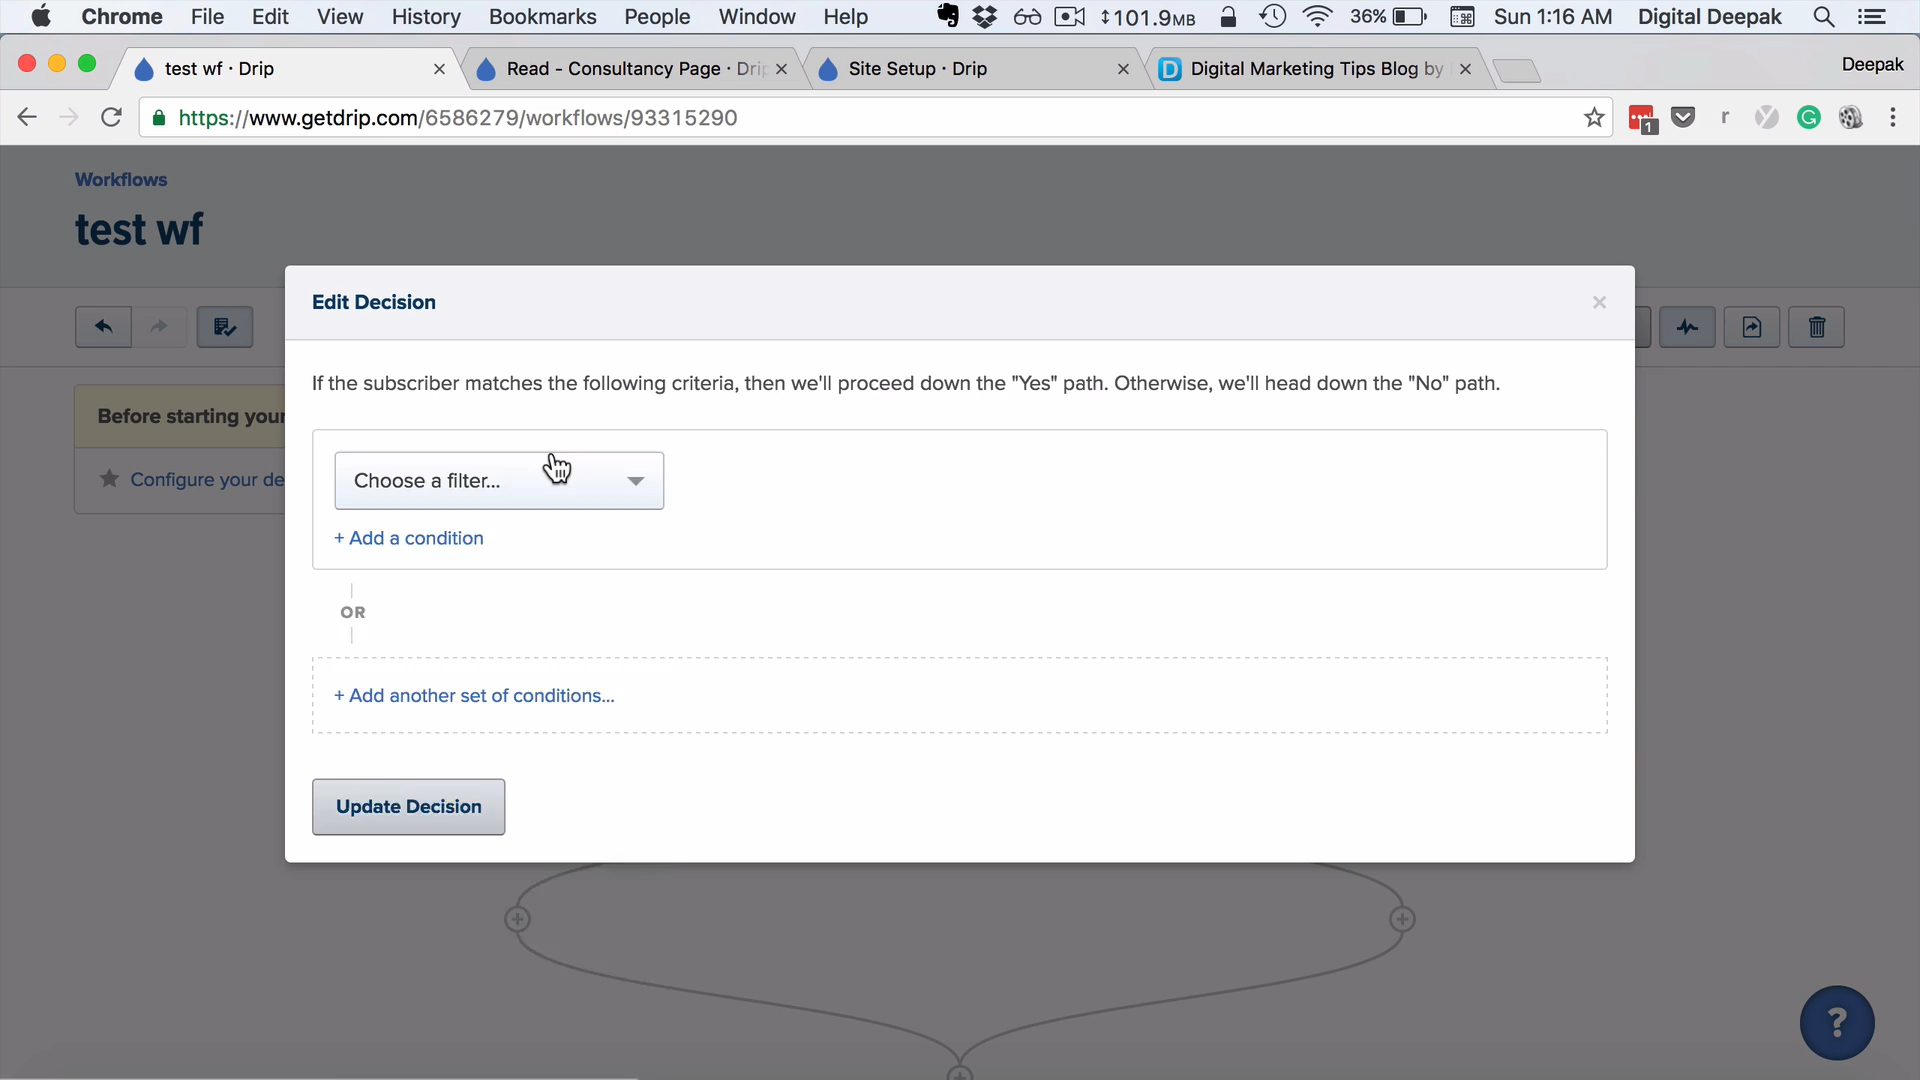 Chrome File Edit View History Bookmarks People Window Help 101.9MB 36% Sun 1:16 AM Digital Deepak
test wf · Drip Read - Consultancy Page · Drip Site Setup · Drip Digital Marketing Tips Blog by Deepak
https://www.getdrip.com/6586279/workflows/93315290 1 r
Workflows
test wf
Edit Decision
If the subscriber matches the following criteria, then we'll proceed down the "Yes" path. Otherwise, we'll head down the "No" path.
Before starting your
Choose a filter...
Configure your de
+ Add a condition
OR
+ Add another set of conditions...
Update Decision
?